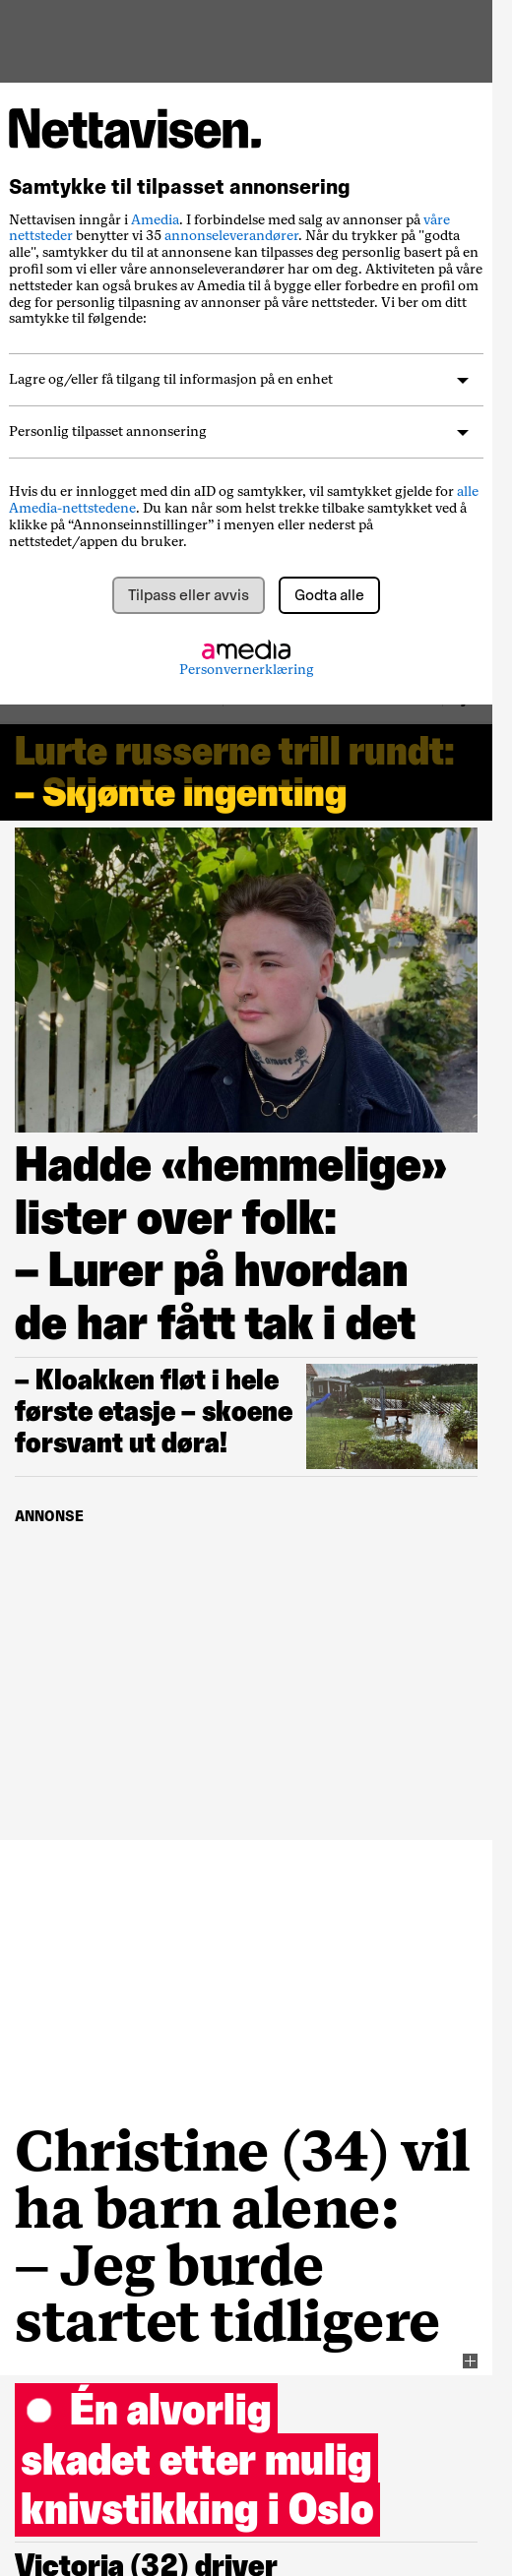 Nettavisen.
Samtykke til tilpasset annonsering
Nettavisen inngår i Amedia. I forbindelse med salg av annonser på våre
nettsteder benytter vi 35 annonseleverandører. Når du trykker på "godta
alle", samtykker du til at annonsene kan tilpasses deg personlig basert på en
profil som vi eller våre annonseleverandører har om deg. Aktiviteten på våre
nettsteder kan også brukes av Amedia til å bygge eller forbedre en profil om
deg for personlig tilpasning av annonser på våre nettsteder. Vi ber om ditt
samtykke til følgende:
Lagre og/eller få tilgang til informasjon på en enhet
Personlig tilpasset annonsering
Hvis du er innlogget med din aID og samtykker, vil samtykket gjelde for alle
Amedia-nettstedene. Du kan når som helst trekke tilbake samtykket ved å
klikke på “Annonseinnstillinger” i menyen eller nederst på
nettstedet/appen du bruker.
Tilpass eller avvis
Godta alle
amedia
Personvernerklæring
Lurte russerne trill rundt:
– Skjønte ingenting
Hadde «hemmelige»
lister over folk:
– Lurer på hvordan
de har fått tak i det
– Kloakken fløt i hele
første etasje – skoene
forsvant ut døra!
ANNONSE
Christine (34) vil
ha barn alene:
– Jeg burde
startet tidligere
Én alvorlig
skadet etter mulig
knivstikking i Oslo
Victoria (32) driver